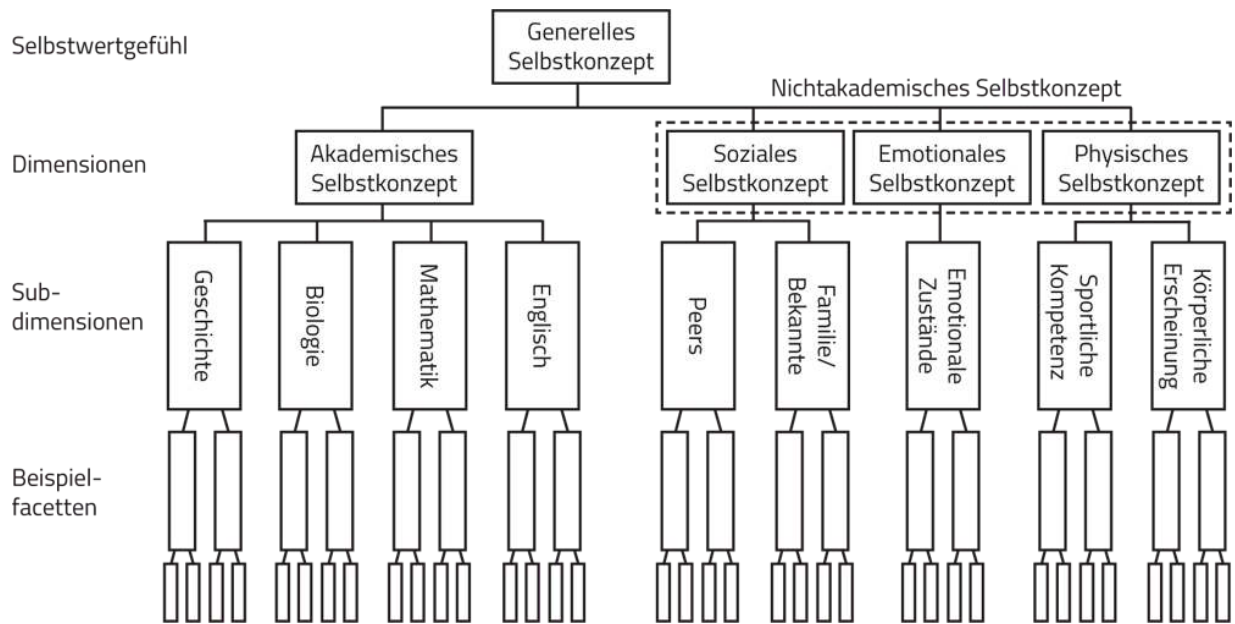 Selbstwertgefühl
Generelles
Selbstkonzept
Nichtakademisches Selbstkonzept
Dimensionen
Akademisches
Selbstkonzept
Soziales
Selbstkonzept
Emotionales
Selbstkonzept
Physisches
Selbstkonzept
Sub-
dimensionen
Geschichte
Biologie
Mathematik
Englisch
Peers
Familie/
Bekannte
Emotionale
Zustände
Sportliche
Kompetenz
Körperliche
Erscheinung
Beispiel-
facetten